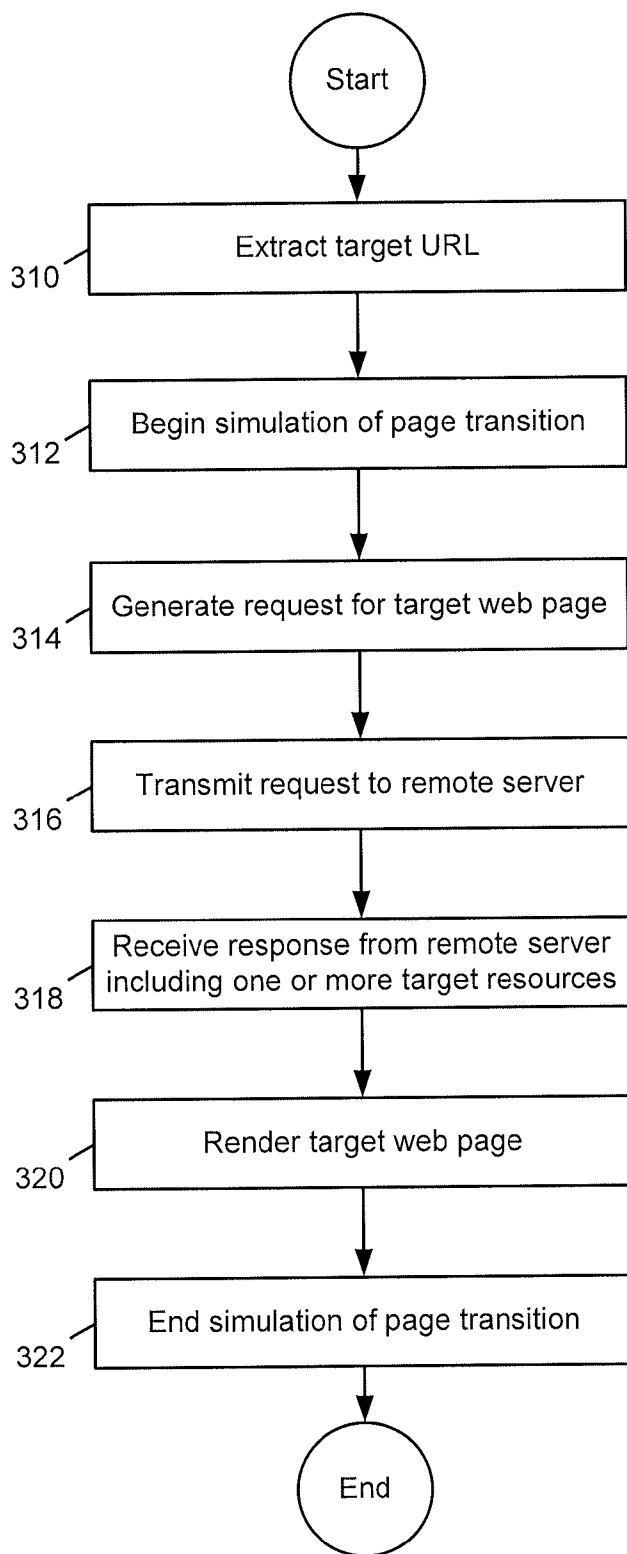 Start
Extract target URL
310
Begin simulation of page transition
312
Generate request for target web page
314
Transmit request to remote server
316
Receive response from remote server
including one or more target resources
318
Render target web page
320
End simulation of page transition
322
End